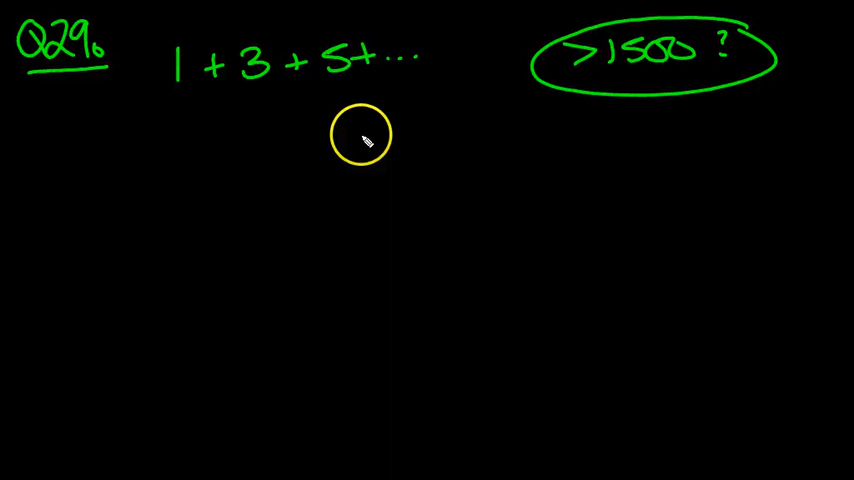 Q29.
1 + 3 + 5 + ...
> 1500 ?